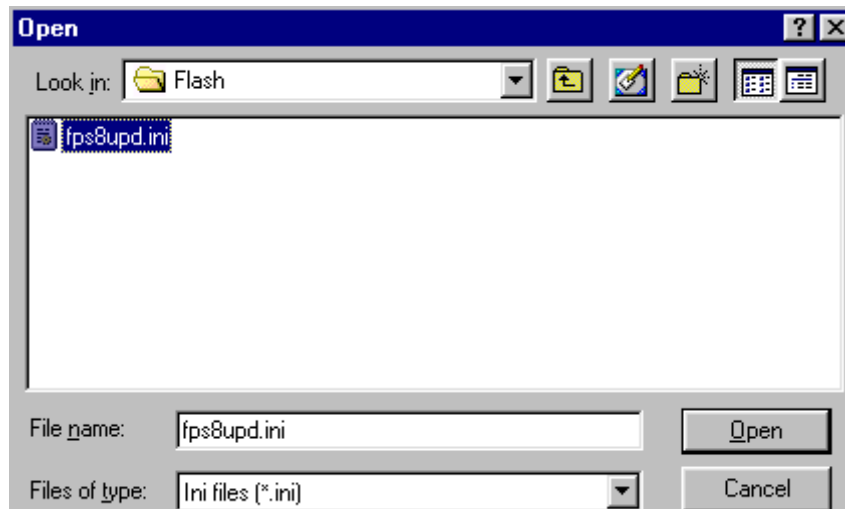 Open
Look in: Flash
fps8upd.ini
File name: fps8upd.ini Open
Files of type: Ini files (*.ini) Cancel